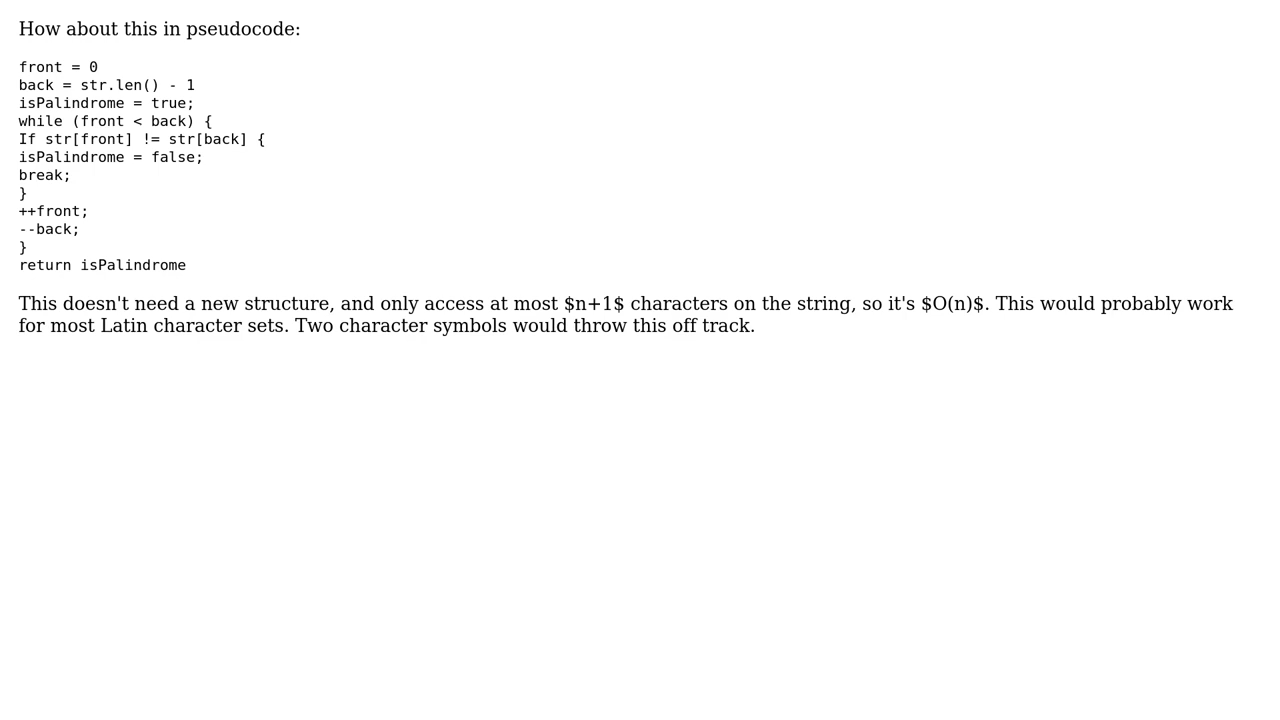 How about this in pseudocode:
front = 0
back = str.len() - 1
isPalindrome = true;
while (front < back) {
If str[front] != str[back] {
isPalindrome = false;
break;
}
++front;
--back;
}
return isPalindrome
This doesn't need a new structure, and only access at most $n+1$ characters on the string, so it's $O(n)$. This would probably work
for most Latin character sets. Two character symbols would throw this off track.